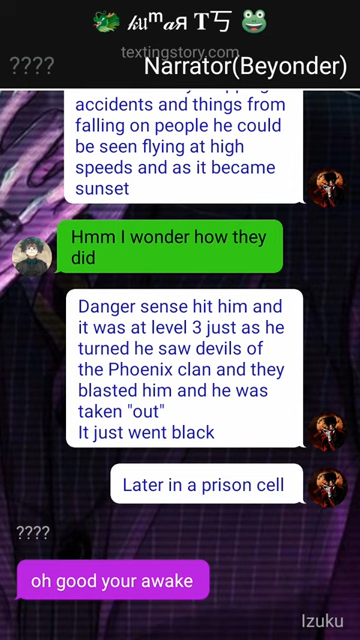 🐲 𝓀𝓊ᵐ𝒂я 𝐓丂 🐸
textingstory.com
????
Narrator(Beyonder)
accidents and things from
falling on people he could
be seen flying at high
speeds and as it became
sunset
Hmm I wonder how they
did
Danger sense hit him and
it was at level 3 just as he
turned he saw devils of
the Phoenix clan and they
blasted him and he was
taken "out"
It just went black
Later in a prison cell
????
oh good your awake
Izuku